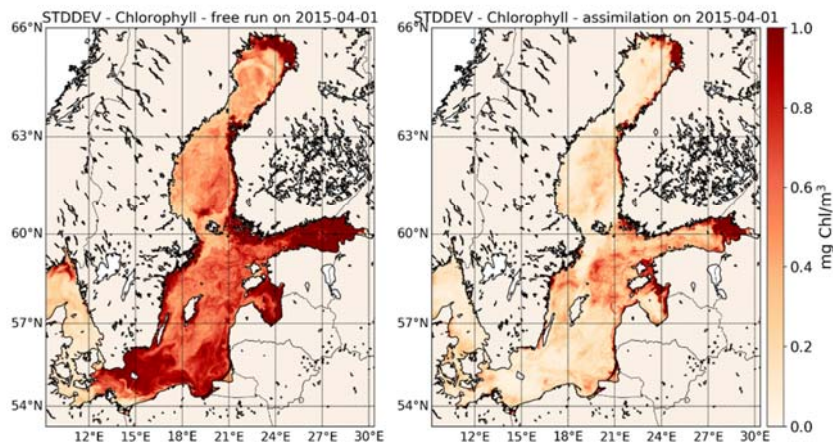 STDDEV - Chlorophyll - free run on 2015-04-01
66°N
63°N
60°N
57°N
54°N
12°E 15°E 18°E 21°E 24°E 27°E 30°E
STDDEV - Chlorophyll - assimilation on 2015-04-01
66°N
63°N
60°N
57°N
54°N
12°E 15°E 18°E 21°E 24°E 27°E 30°E
1.0
0.8
0.6
0.4
0.2
0.0
mg Chl/m³